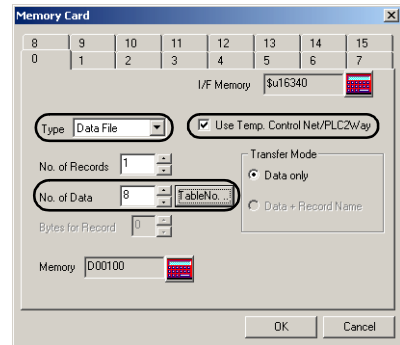 Memory Card
8 9 10 11 12 13 14 15
0 1 2 3 4 5 6 7
I/F Memory $u16340
Type Data File Use Temp. Control Net/PLC2Way
No. of Records 1 Transfer Mode
Data only
No. of Data 8 TableNo. ..
Data + Record Name
Bytes for Record 0
Memory D00100
OK Cancel